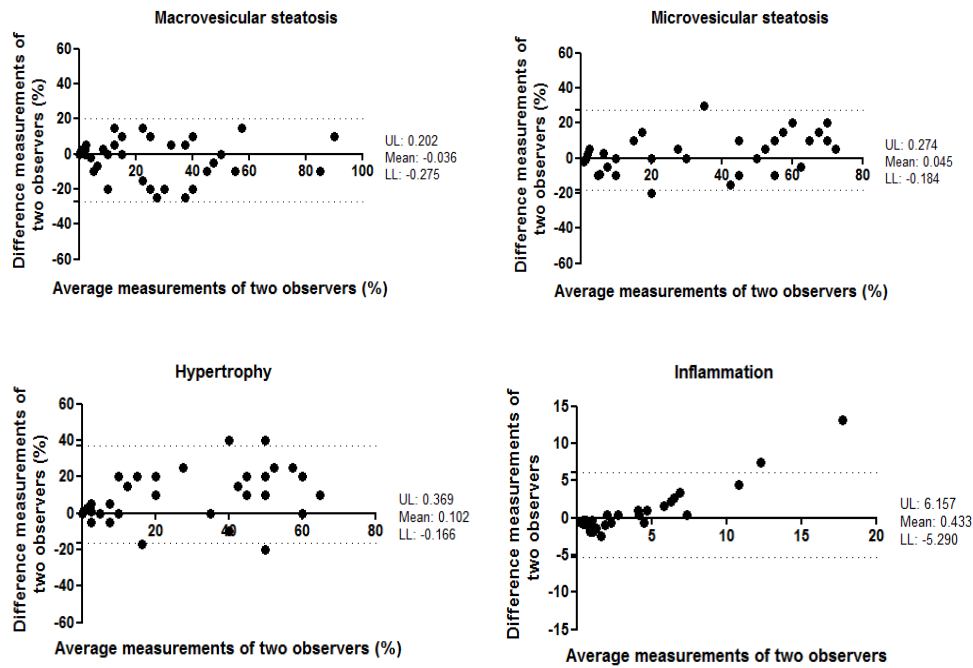 Macrovesicular steatosis
Difference measurements of
two observers (%)
60
40
20
0
-20
-40
-60
20
40
60
80
100
UL: 0.202
Mean: -0.036
LL: -0.275
Average measurements of two observers (%)
Microvesicular steatosis
Difference measurements of
two observers (%)
60
40
20
0
-20
-40
-60
20
40
60
80
UL: 0.274
Mean: 0.045
LL: -0.184
Average measurements of two observers (%)
Hypertrophy
Difference measurements of
two observers (%)
60
40
20
0
-20
-40
-60
20
40
60
80
UL: 0.369
Mean: 0.102
LL: -0.166
Average measurements of two observers (%)
Inflammation
Difference measurements of
two observers
15
10
5
0
-5
-10
-15
5
10
15
20
UL: 6.157
Mean: 0.433
LL: -5.290
Average measurements of two observers